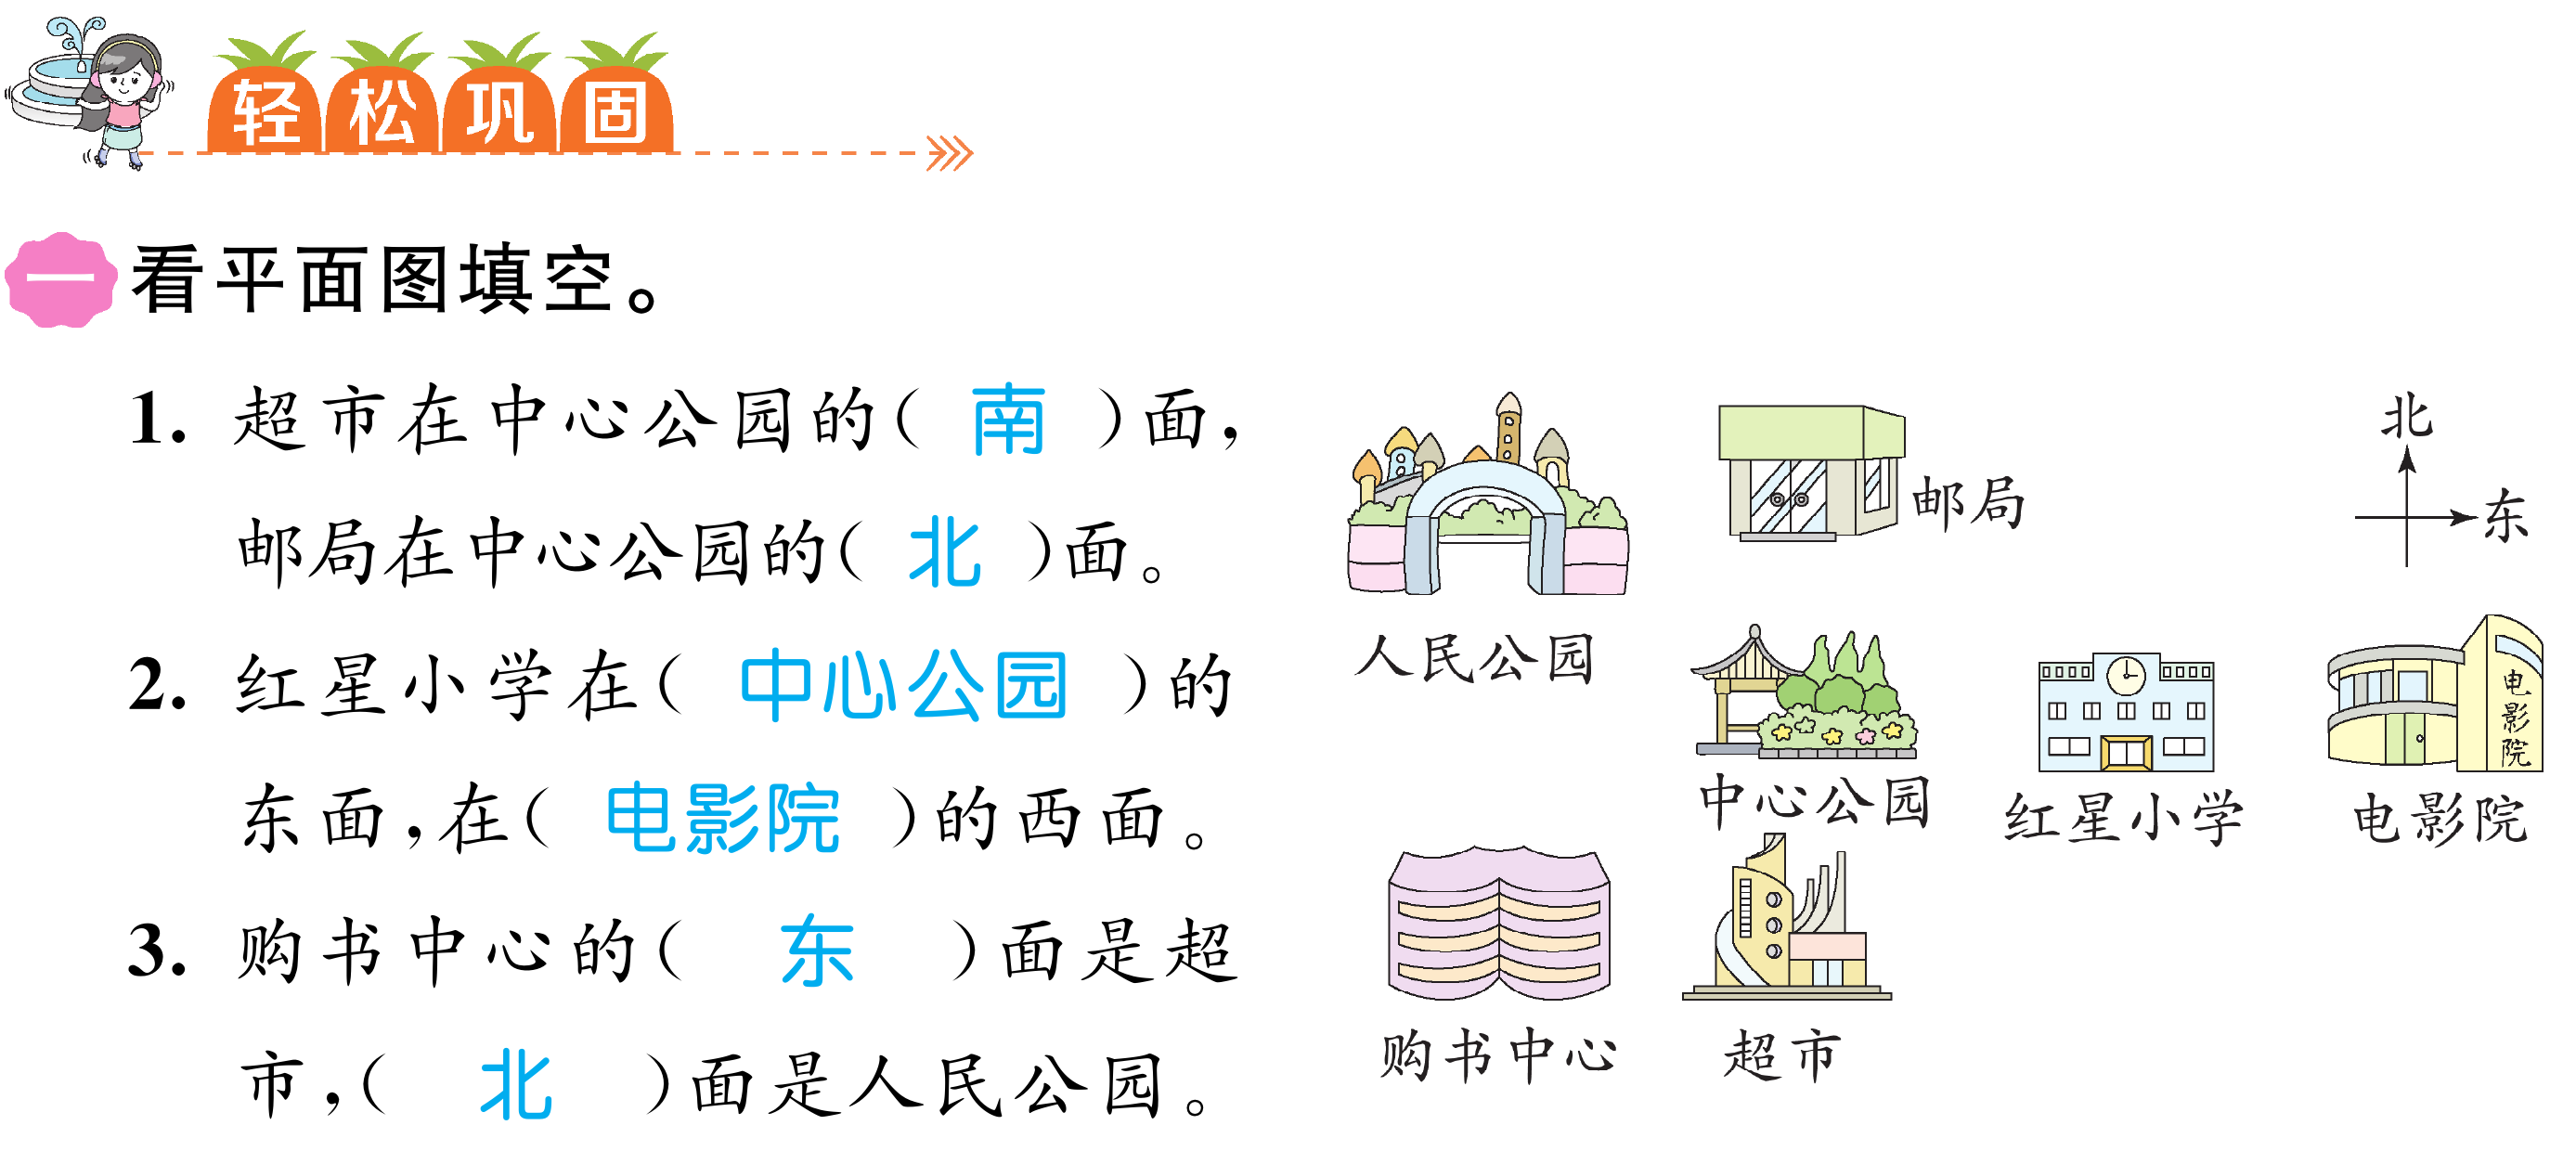 轻松巩固
一 看平面图填空。
1. 超市在中心公园的( 南 )面,
邮局在中心公园的( 北 )面。
2. 红星小学在( 中心公园 )的
东面,在( 电影院 )的西面。
3. 购书中心的( 东 )面是超
市,( 北 )面是人民公园。
北
东
邮局
人民公园
电影院
中心公园
红星小学
电影院
购书中心
超市